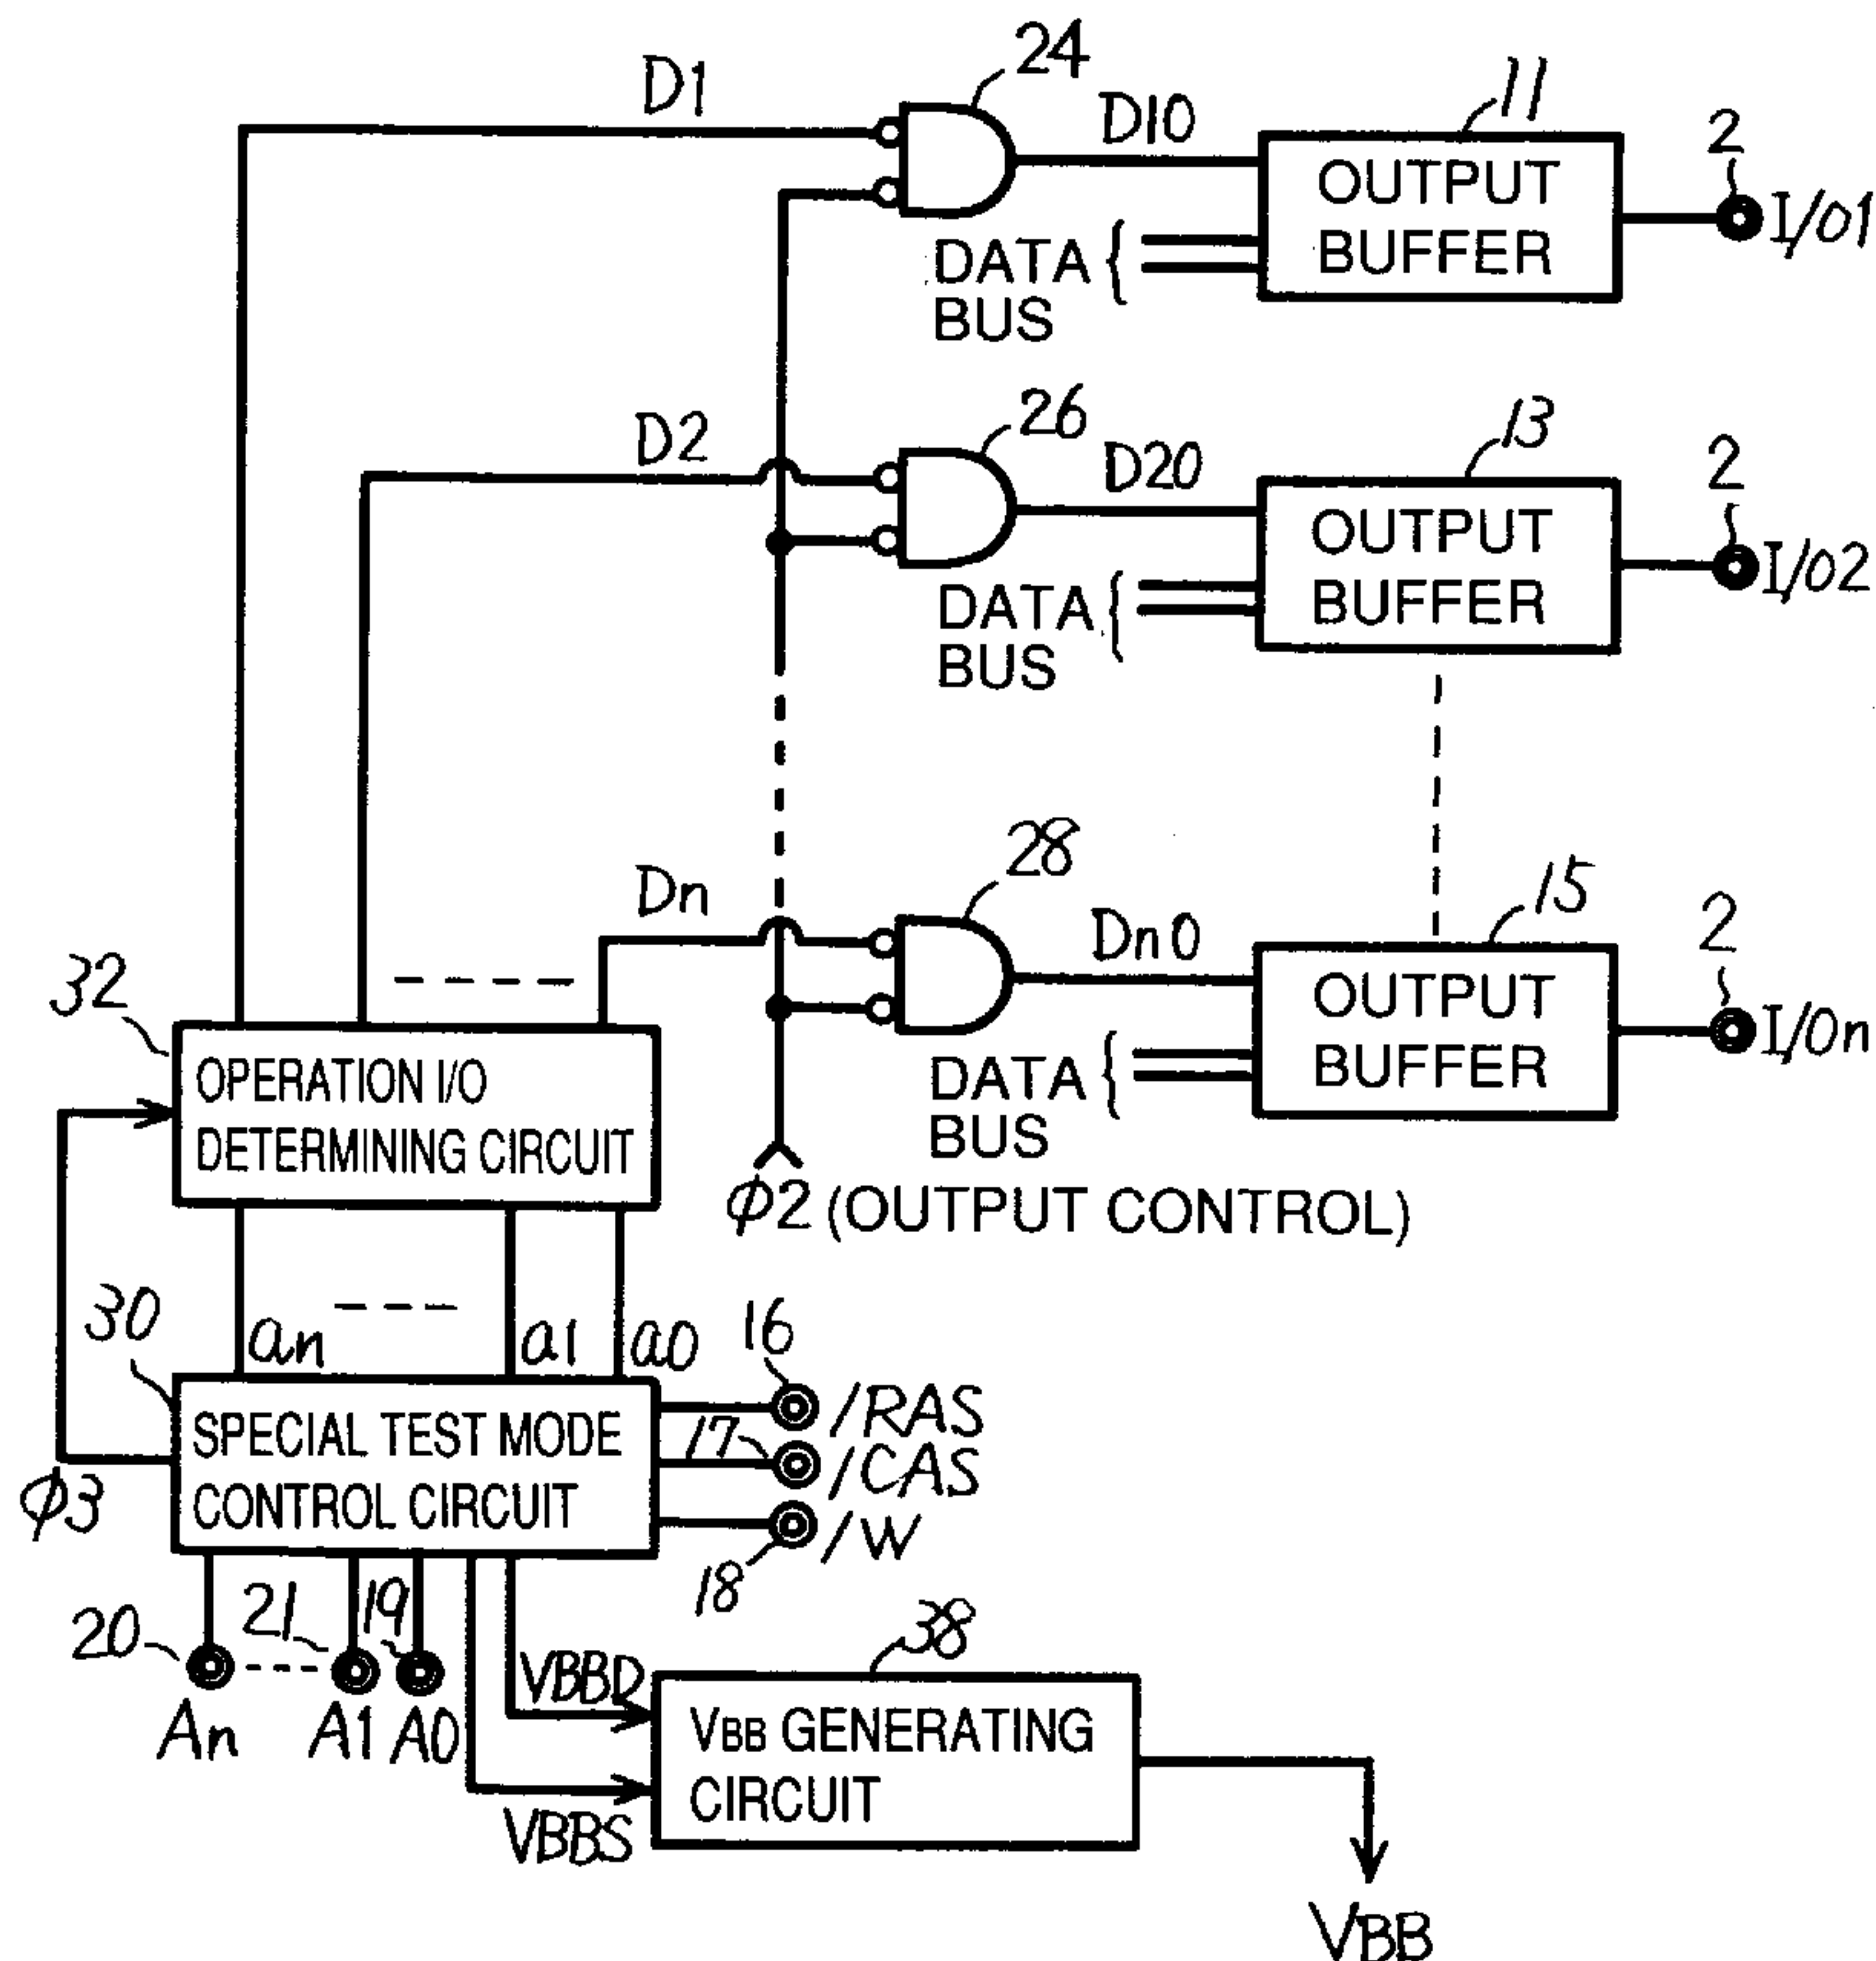 24
D1
D10
11
2
OUTPUT
BUFFER
I/O1
DATA
BUS
26
D2
D20
13
2
OUTPUT
BUFFER
I/O2
DATA
BUS
28
Dn
Dn0
15
2
OUTPUT
BUFFER
I/On
DATA
BUS
32
OPERATION I/O
DETERMINING CIRCUIT
φ2 (OUTPUT CONTROL)
30
an
a1
a0
16
/RAS
SPECIAL TEST MODE
CONTROL CIRCUIT
17
/CAS
φ3
/W
18
20
21
19
An
A1
A0
38
VBBD
VBB GENERATING
CIRCUIT
VBBS
VBB